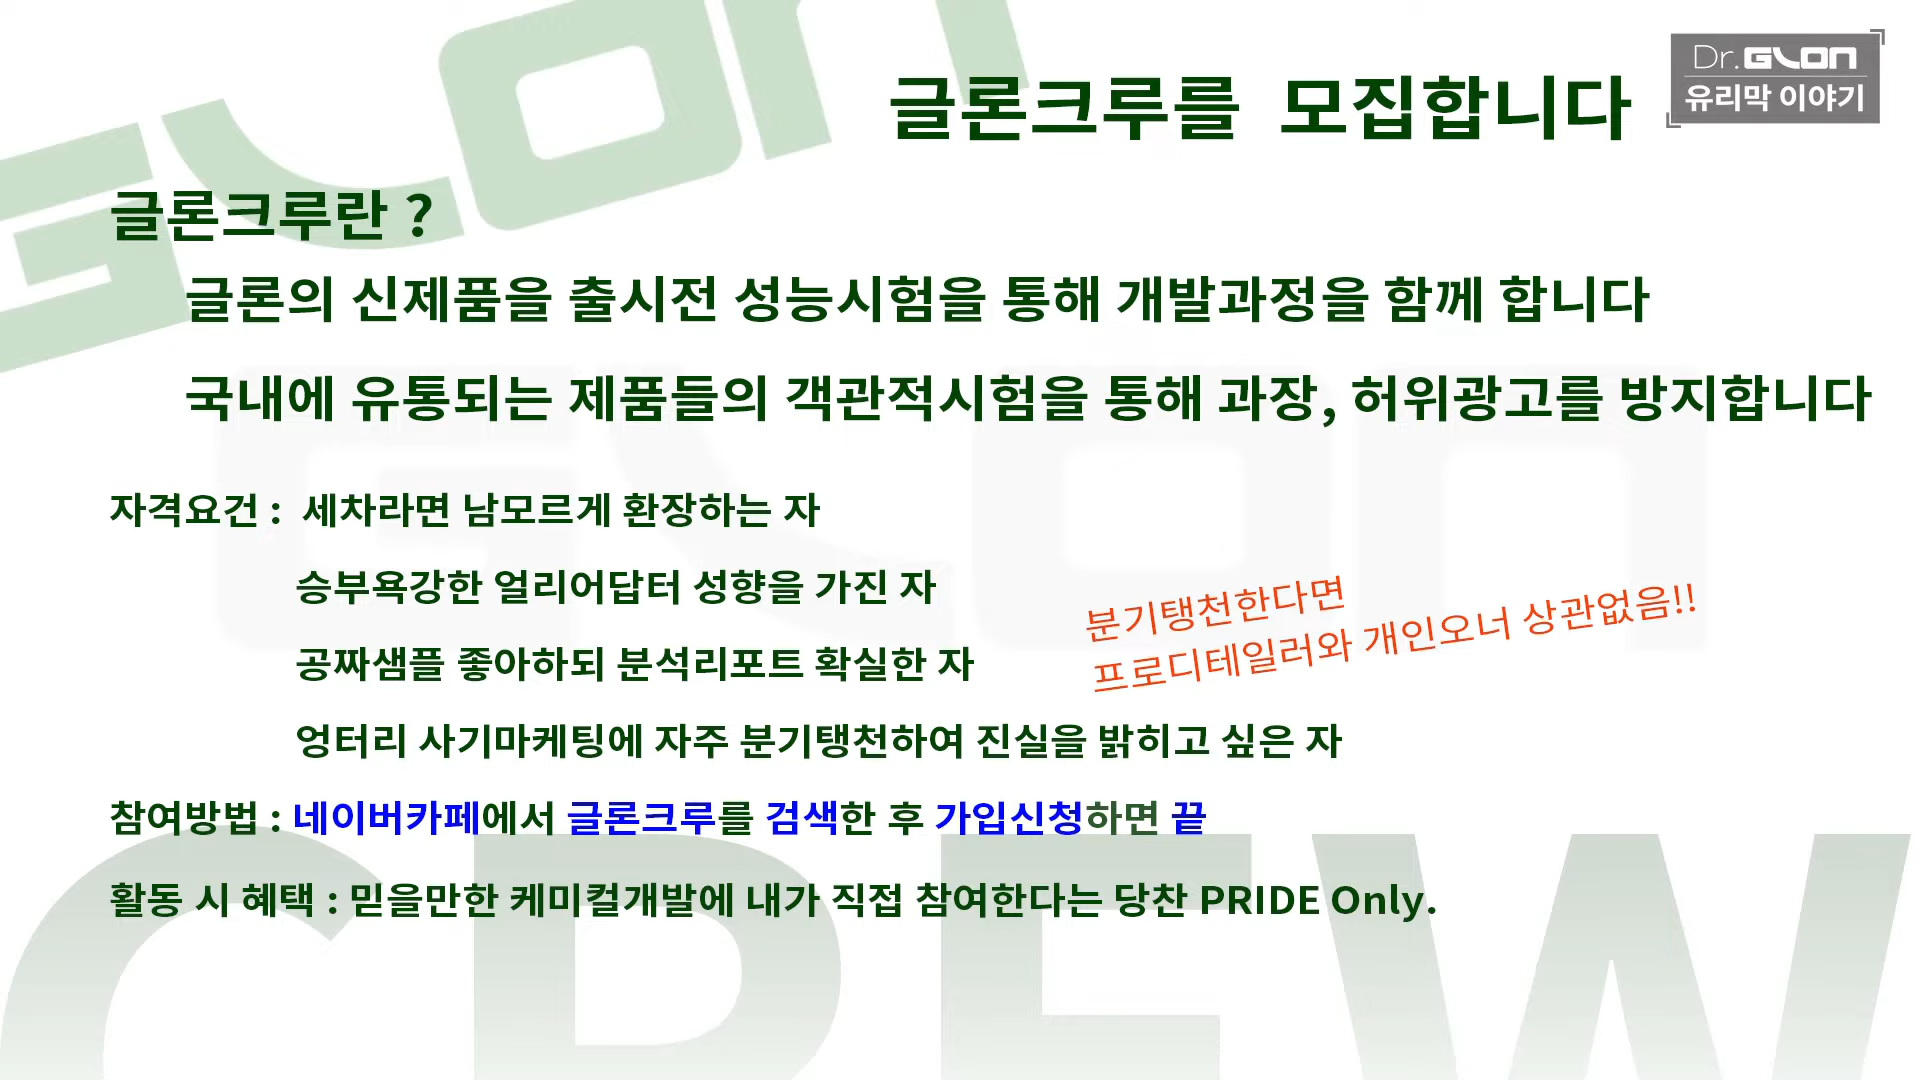 GLON
글론크루를 모집합니다
Dr.GLON
유리막 이야기
글론크루란 ?
글론의 신제품을 출시전 성능시험을 통해 개발과정을 함께 합니다
국내에 유통되는 제품들의 객관적시험을 통해 과장, 허위광고를 방지합니다
GLON
자격요건 : 세차라면 남모르게 환장하는 자
승부욕강한 얼리어답터 성향을 가진 자
공짜샘플 좋아하되 분석리포트 확실한 자
엉터리 사기마케팅에 자주 분기탱천하여 진실을 밝히고 싶은 자
분기탱천한다면
프로디테일러와 개인오너 상관없음!!
참여방법 : 네이버카페에서 글론크루를 검색한 후 가입신청하면 끝
활동 시 혜택 : 믿을만한 케미컬개발에 내가 직접 참여한다는 당찬 PRIDE Only.
CREW